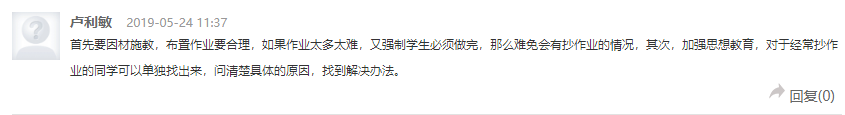 卢利敏 2019-05-24 11:37
首先要因材施教，布置作业要合理，如果作业太多太难，又强制学生必须做完，那么难免会有抄作业的情况，其次，加强思想教育，对于经常抄作
业的同学可以单独找出来，问清楚具体的原因，找到解决办法。
回复(0)